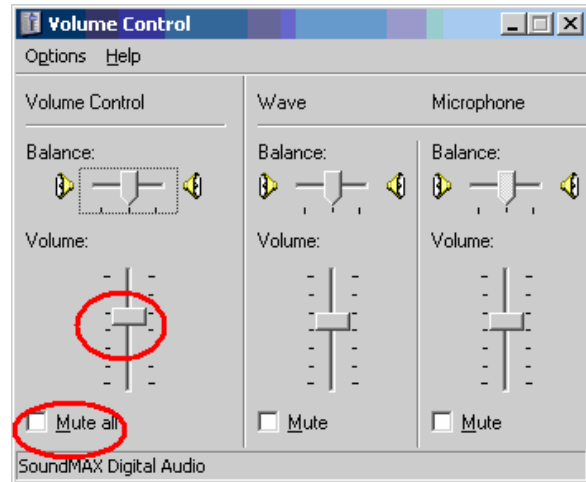 Volume Control
Options Help
Volume Control
Wave
Microphone
Balance:
Balance:
Balance:
Volume:
Volume:
Volume:
Mute all
Mute
Mute
SoundMAX Digital Audio